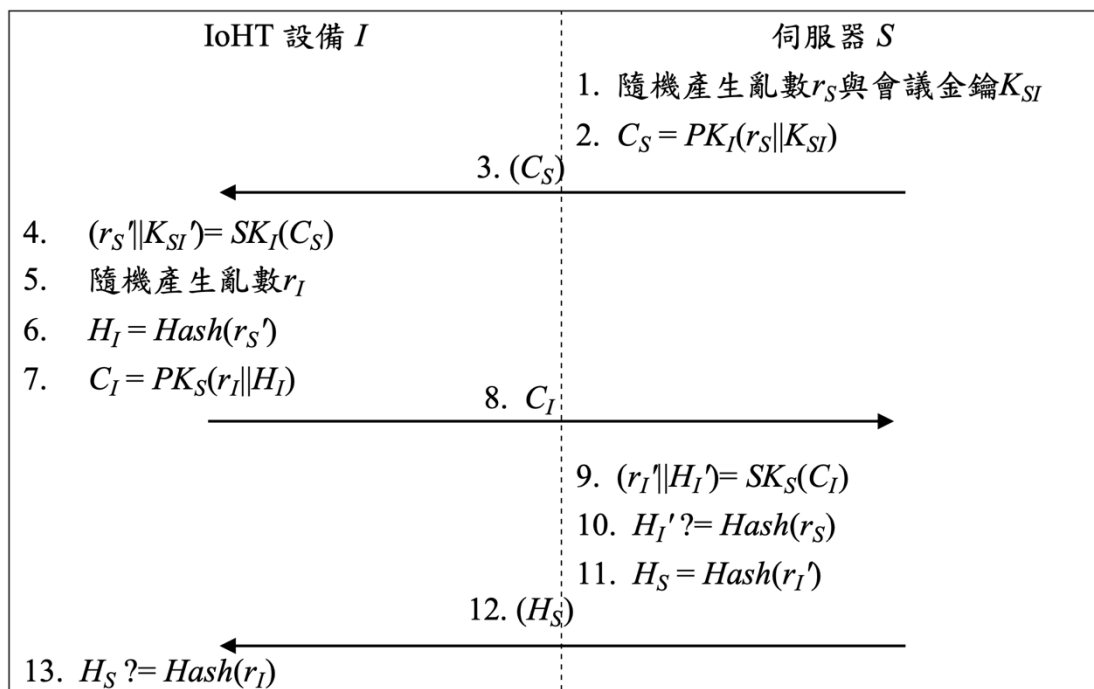 IoHT 設備 I
伺服器 S
1. 隨機產生亂數r_S與會議金鑰K_SI
2. C_S = PK_I(r_S||K_SI)
3. (C_S)
4. (r_S'||K_SI')= SK_I(C_S)
5. 隨機產生亂數r_I
6. H_I = Hash(r_S')
7. C_I = PK_S(r_I||H_I)
8. C_I
9. (r_I'||H_I')= SK_S(C_I)
10. H_I' ?= Hash(r_S)
11. H_S = Hash(r_I')
12. (H_S)
13. H_S ?= Hash(r_I)